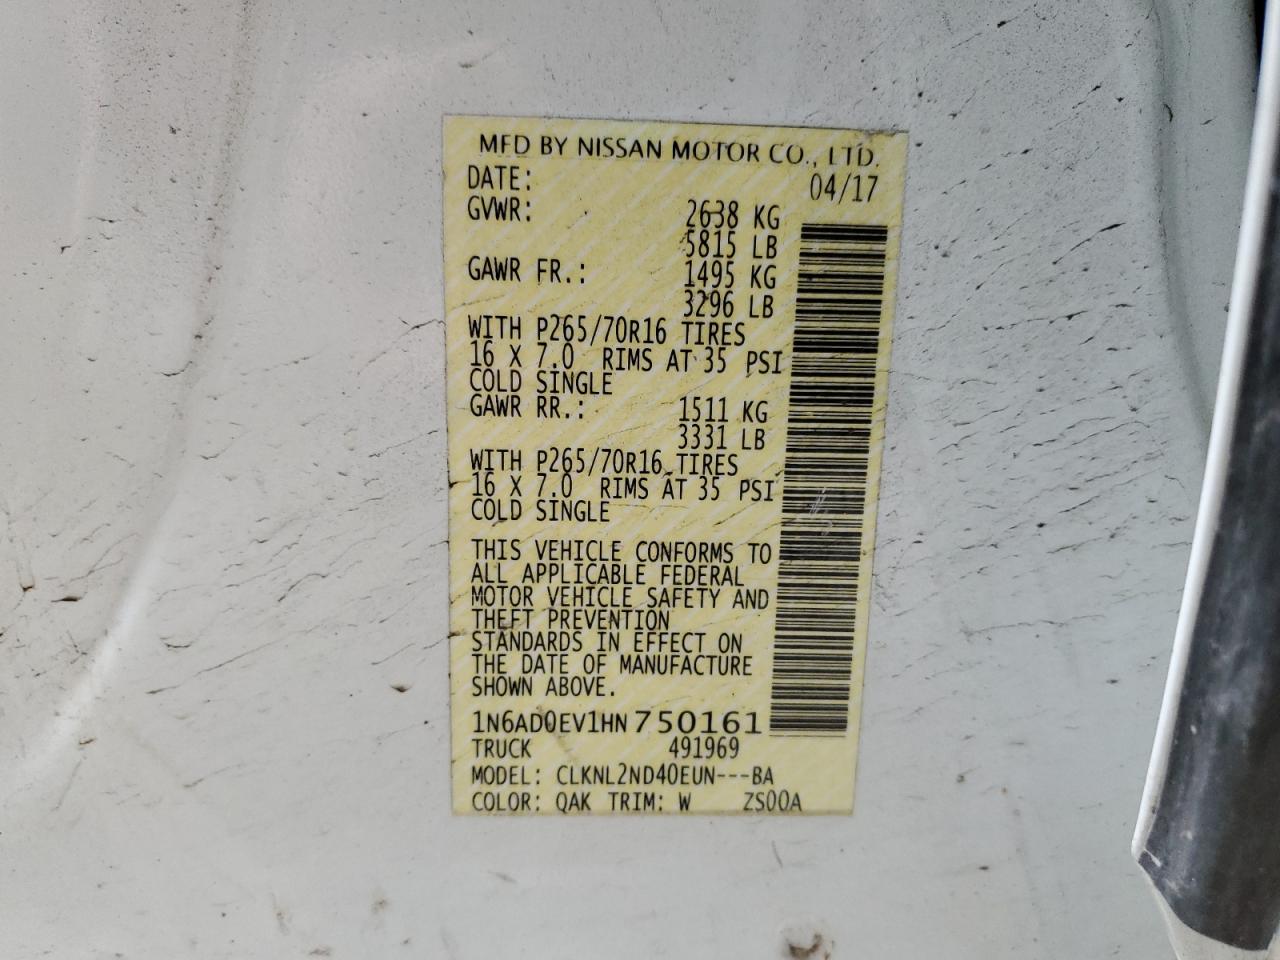 MFD BY NISSAN MOTOR CO., LTD.
DATE: 04/17
GVWR: 2638 KG
5815 LB
GAWR FR.: 1495 KG
3296 LB
WITH P265/70R16 TIRES
16 X 7.0 RIMS AT 35 PSI
COLD SINGLE
GAWR RR.: 1511 KG
3331 LB
WITH P265/70R16 TIRES
16 X 7.0 RIMS AT 35 PSI
COLD SINGLE
THIS VEHICLE CONFORMS TO
ALL APPLICABLE FEDERAL
MOTOR VEHICLE SAFETY AND
THEFT PREVENTION
STANDARDS IN EFFECT ON
THE DATE OF MANUFACTURE
SHOWN ABOVE.
1N6AD0EV1HN750161
TRUCK 491969
MODEL: CLKNL2ND40EUN---BA
COLOR: QAK TRIM: W ZS00A